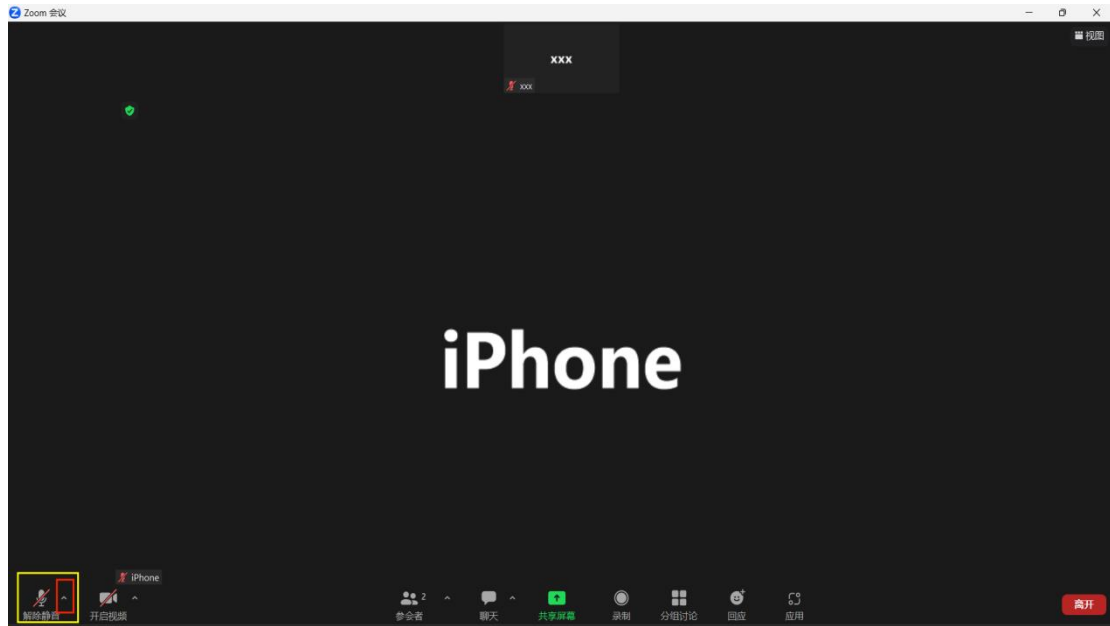 Zoom 会议
视图
xxx
xxx
iPhone
iPhone
解除静音
开启视频
2
参会者
聊天
共享屏幕
录制
分组讨论
回应
应用
离开